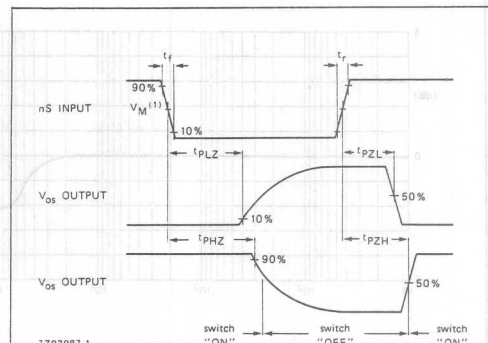 tf tr
90%
nS INPUT VM(1)
10%
tPLZ tPZL
50%
VOS OUTPUT
10%
tPHZ tPZH
90%
VOS OUTPUT 50%
switch switch switch
"ON" "OFF" "ON"